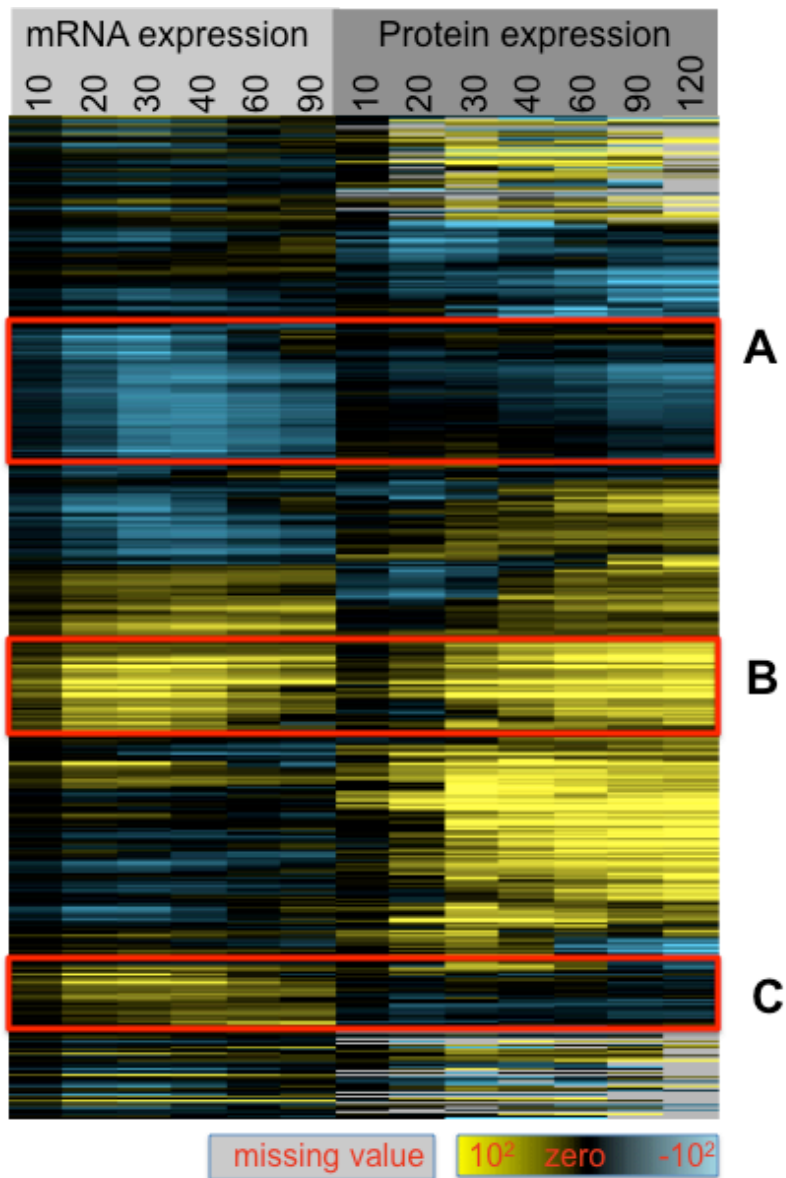 mRNA expression Protein expression
10 20 30 40 60 90 10 20 30 40 60 90 120
A
B
C
missing value 10² zero -10²